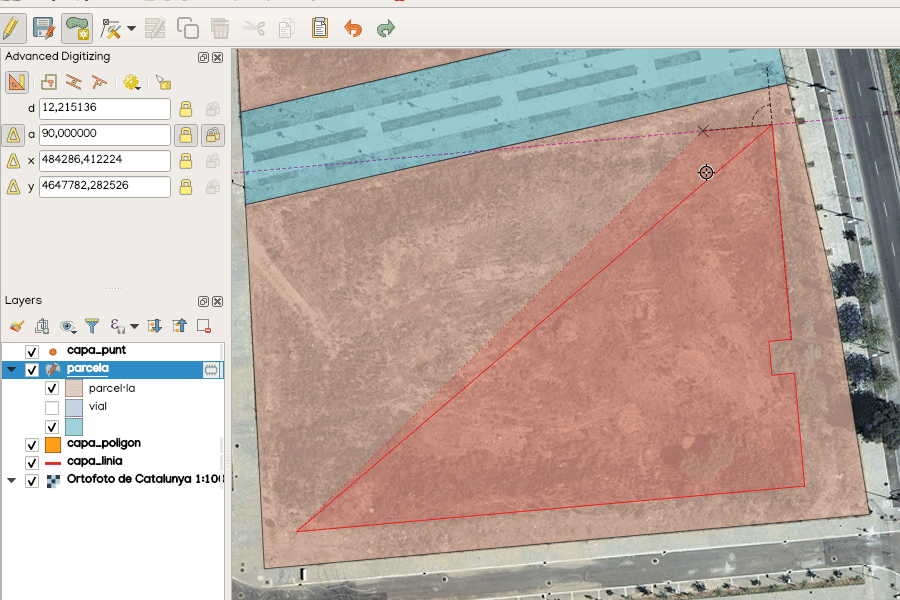 Advanced Digitizing
d 12,215136
a 90,000000
x 484286,412224
y 4647782,282526
Layers
capa_punt
parcela
parcel·la
vial
capa_poligon
capa_linia
Ortofoto de Catalunya 1:10